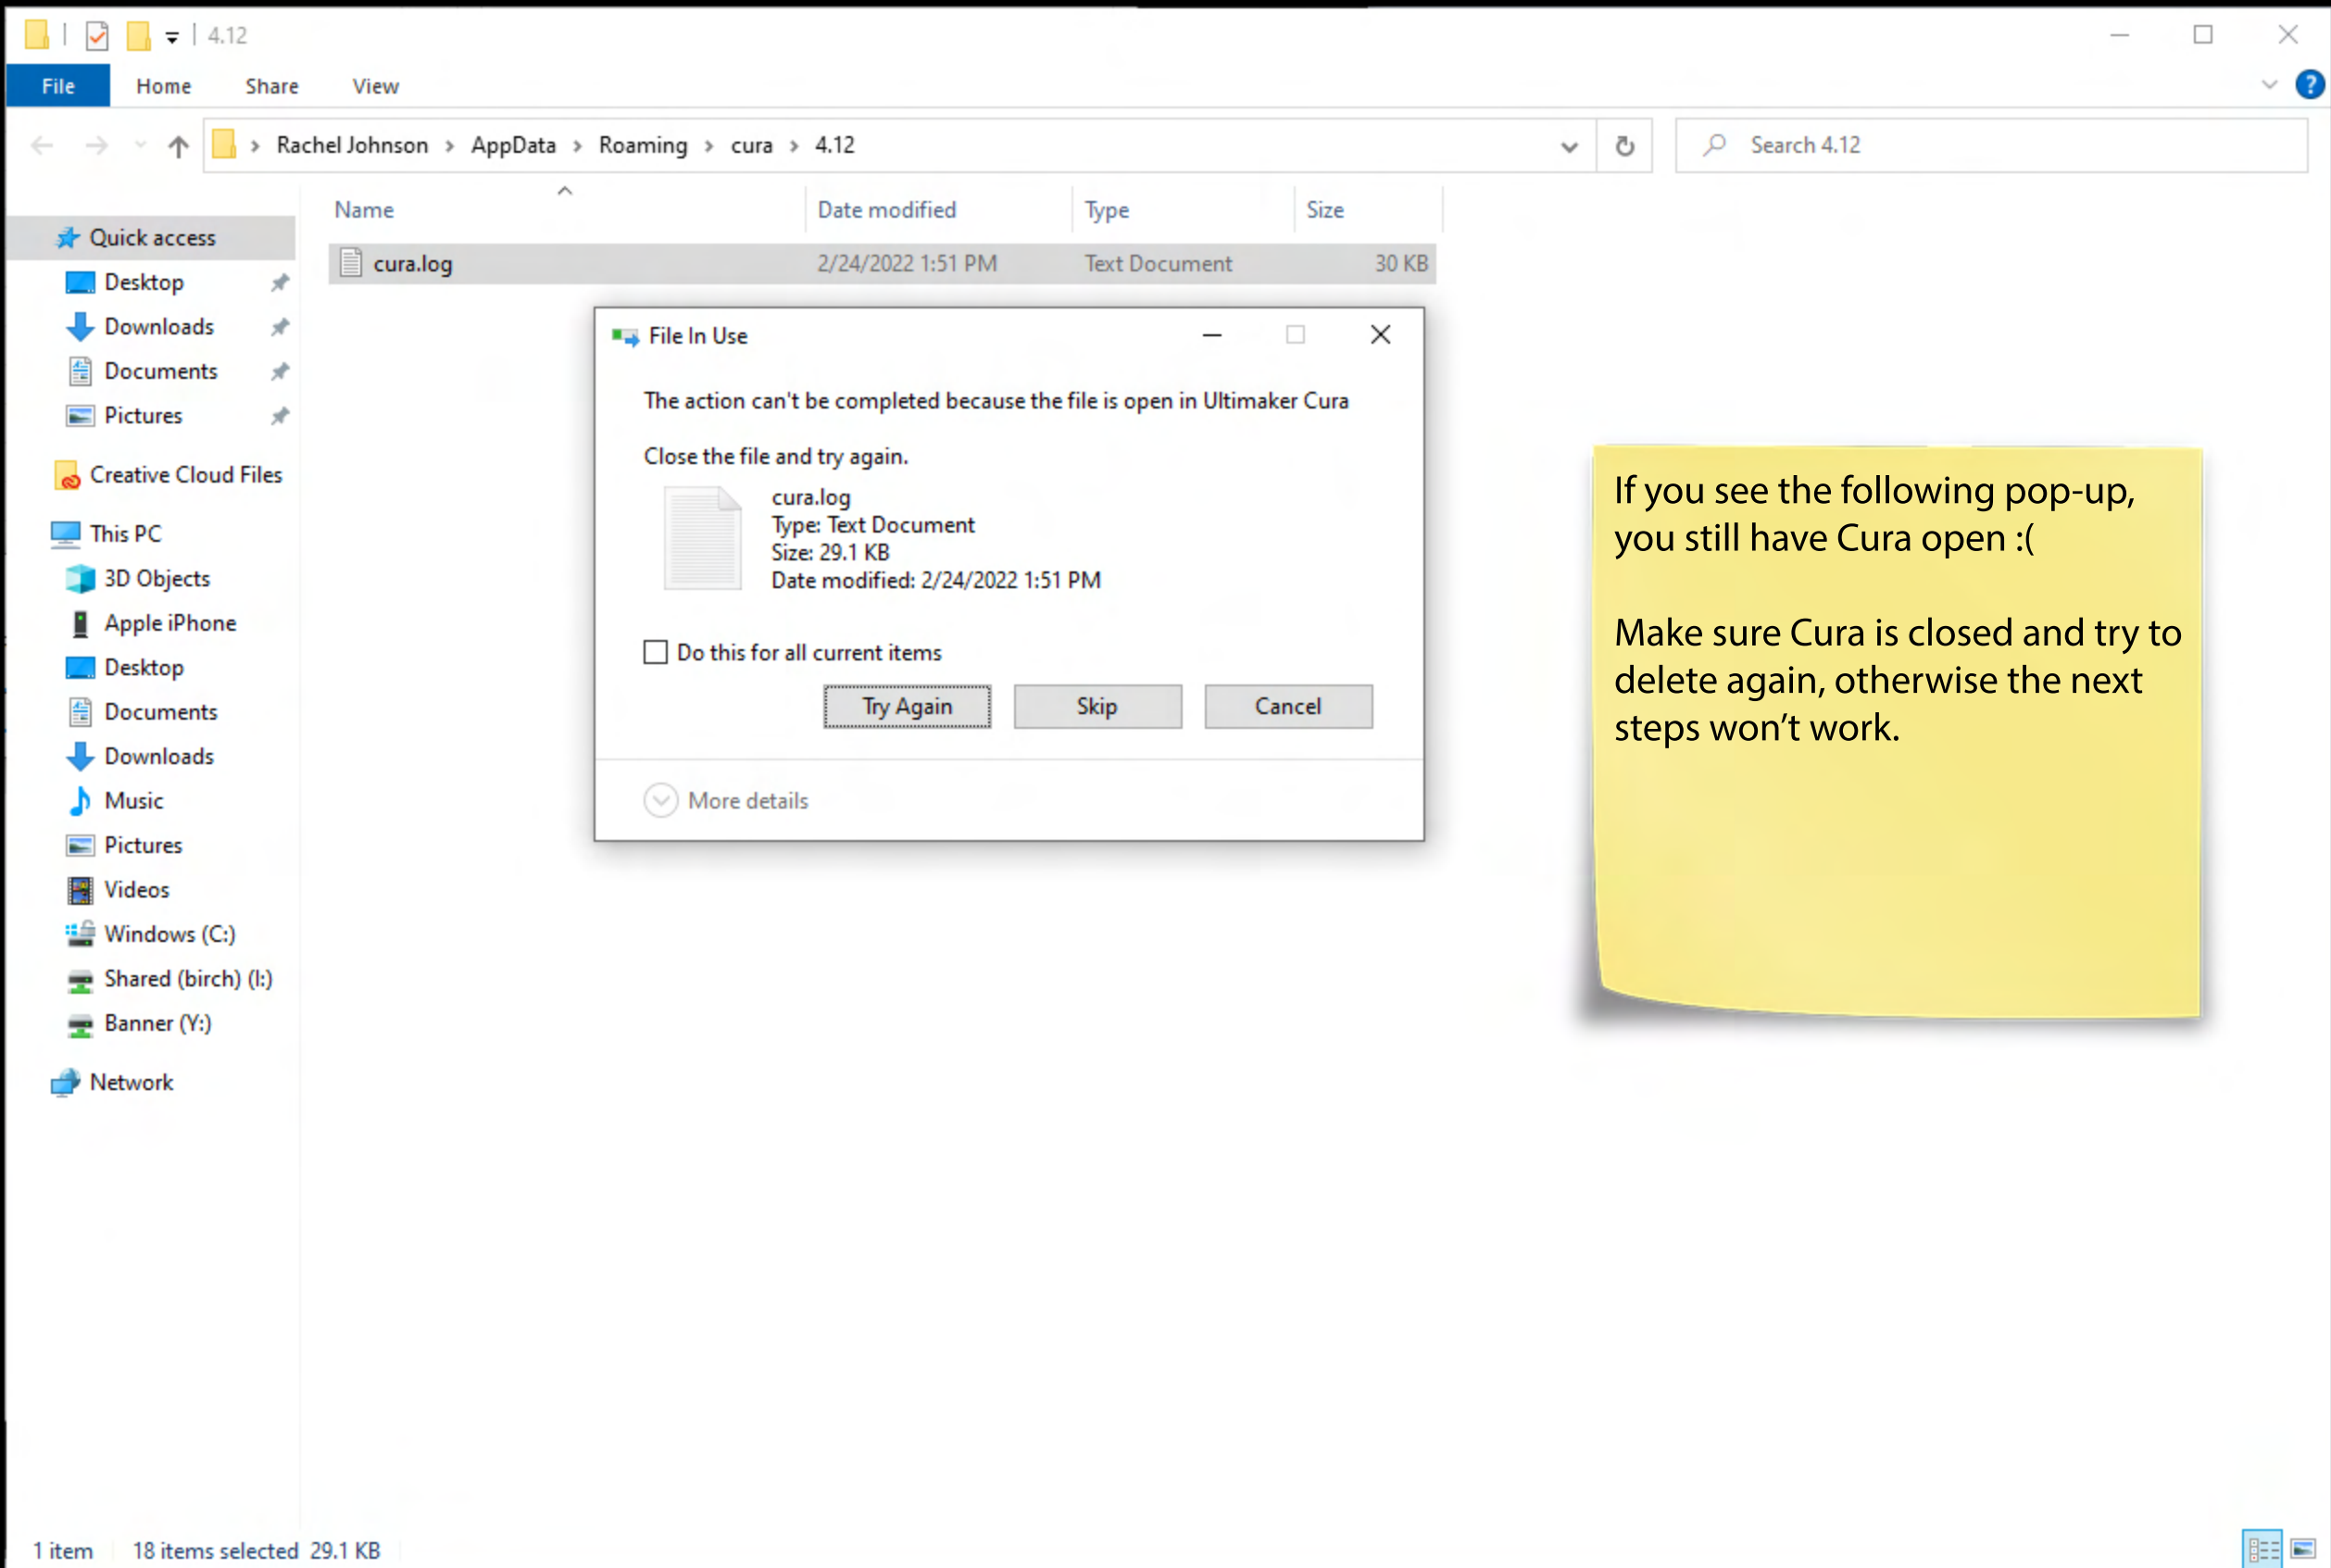 4.12
File Home Share View
Rachel Johnson > AppData > Roaming > cura > 4.12
Search 4.12
Name Date modified Type Size
Quick access
cura.log 2/24/2022 1:51 PM Text Document 30 KB
Desktop
Downloads
Documents
Pictures
Creative Cloud Files
This PC
3D Objects
Apple iPhone
Desktop
Documents
Downloads
Music
Pictures
Videos
Windows (C:)
Shared (birch) (I:)
Banner (Y:)
Network
File In Use
The action can't be completed because the file is open in Ultimaker Cura
Close the file and try again.
cura.log
Type: Text Document
Size: 29.1 KB
Date modified: 2/24/2022 1:51 PM
Do this for all current items
Try Again Skip Cancel
More details
If you see the following pop-up,
you still have Cura open :(
Make sure Cura is closed and try to
delete again, otherwise the next
steps won’t work.
1 item 18 items selected 29.1 KB